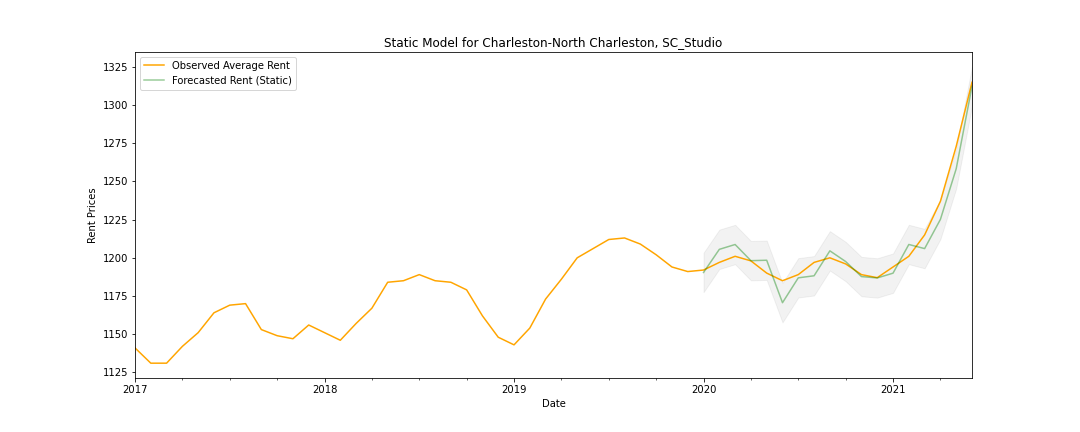 Static Model for Charleston-North Charleston, SC_Studio
Observed Average Rent
Forecasted Rent (Static)
Rent Prices
1325
1300
1275
1250
1225
1200
1175
1150
1125
2017 2018 2019 2020 2021
Date